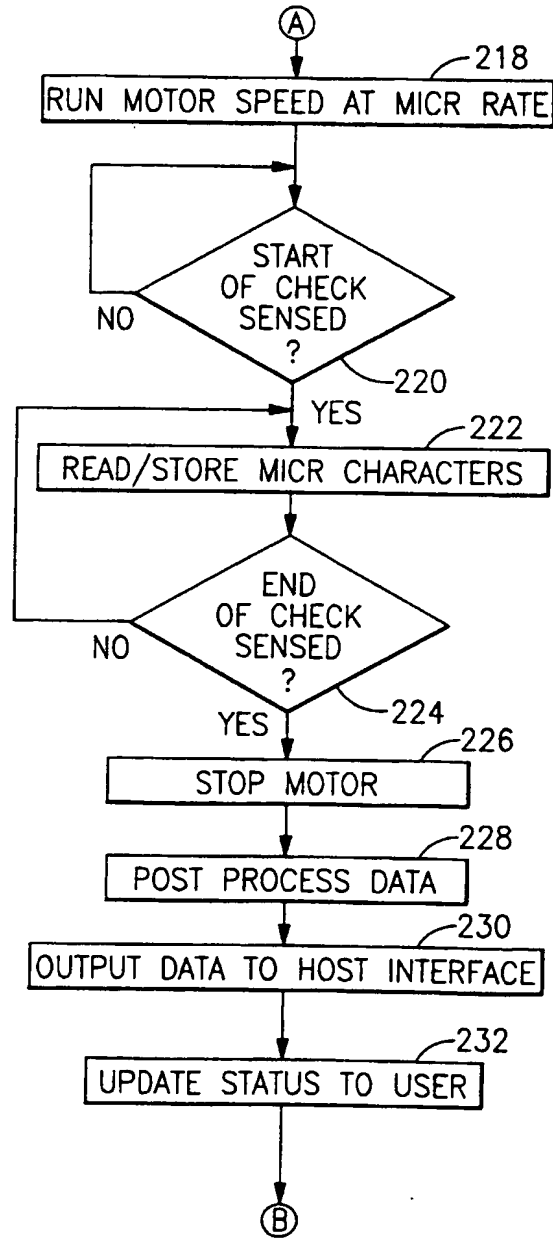 A
218
RUN MOTOR SPEED AT MICR RATE
START
OF CHECK
SENSED
?
NO
220
YES
222
READ/STORE MICR CHARACTERS
END
OF CHECK
SENSED
?
NO
224
YES
226
STOP MOTOR
228
POST PROCESS DATA
230
OUTPUT DATA TO HOST INTERFACE
232
UPDATE STATUS TO USER
B